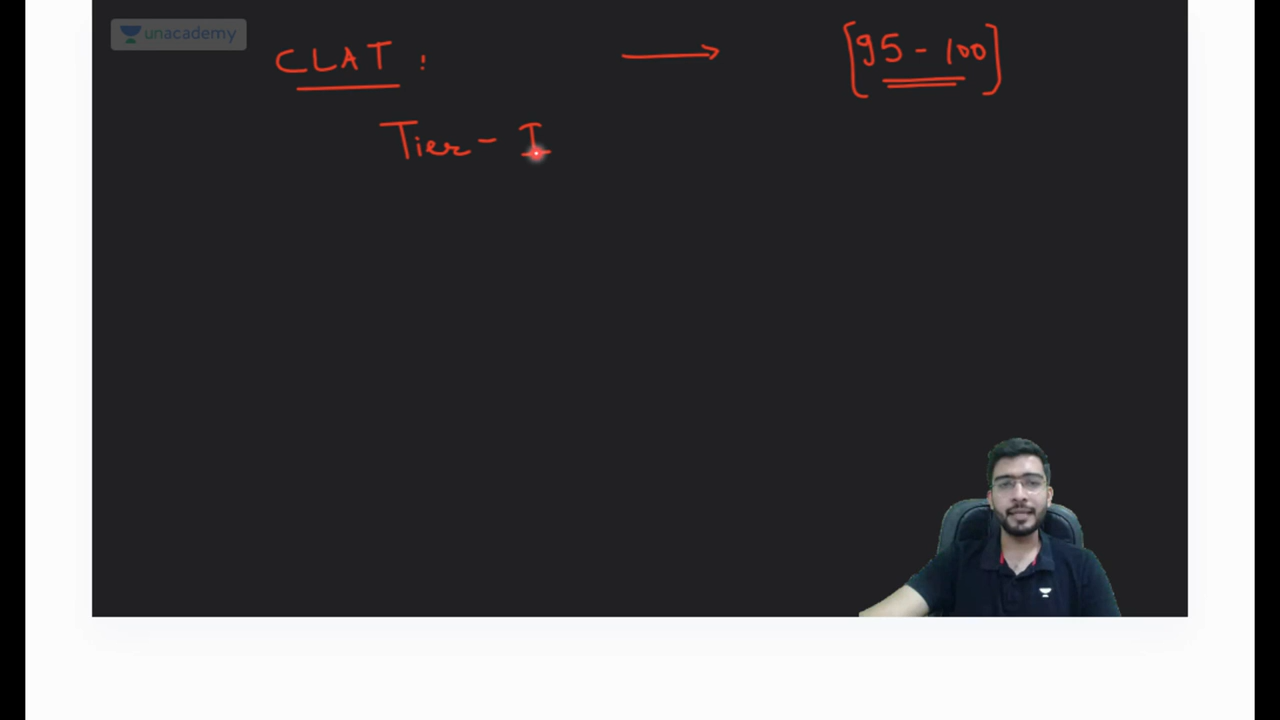 unacademy
CLAT : → [95 - 100]
Tier - I